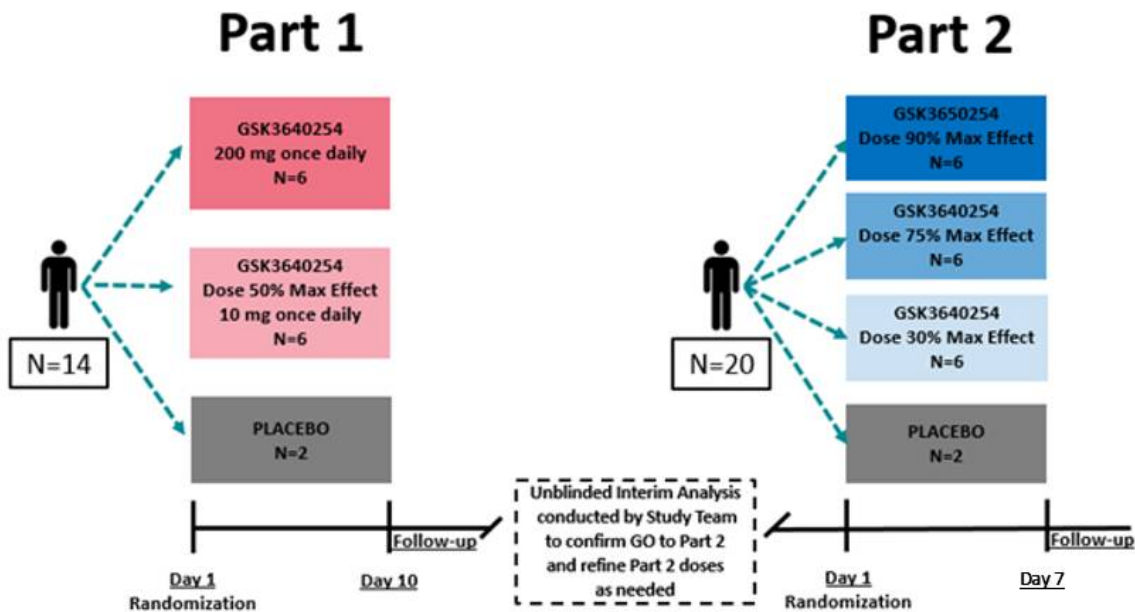 Part 1
GSK3640254
200 mg once daily
N=6
GSK3640254
Dose 50% Max Effect
10 mg once daily
N=6
N=14
PLACEBO
N=2
Follow-up
Day 1
Randomization
Day 10
Unblinded Interim Analysis
conducted by Study Team
to confirm GO to Part 2
and refine Part 2 doses
as needed
Part 2
GSK3650254
Dose 90% Max Effect
N=6
GSK3640254
Dose 75% Max Effect
N=6
GSK3640254
Dose 30% Max Effect
N=6
N=20
PLACEBO
N=2
Follow-up
Day 1
Randomization
Day 7